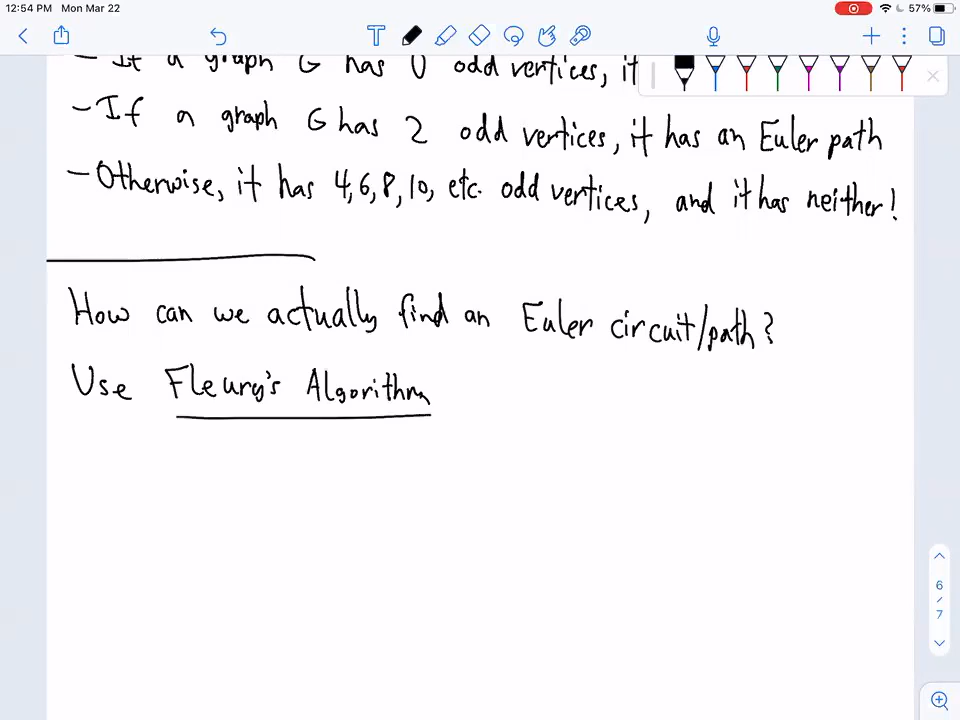 12:54 PM Mon Mar 22
57%
- If a graph G has 0 odd vertices, it
- If a graph G has 2 odd vertices, it has an Euler path
- Otherwise, it has 4, 6, 8, 10, etc. odd vertices, and it has neither!
How can we actually find an Euler circuit/path?
Use Fleury's Algorithm
6
/
7